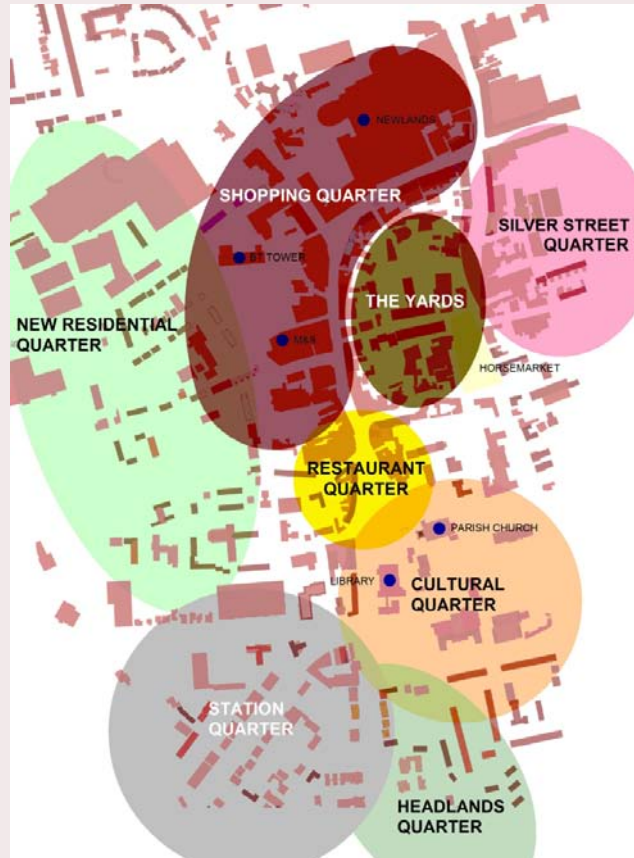 NEWLANDS
SHOPPING QUARTER
SILVER STREET
QUARTER
BT TOWER
THE YARDS
NEW RESIDENTIAL
QUARTER
M&S
HORSEMARKET
RESTAURANT
QUARTER
PARISH CHURCH
LIBRARY
CULTURAL
QUARTER
STATION
QUARTER
HEADLANDS
QUARTER